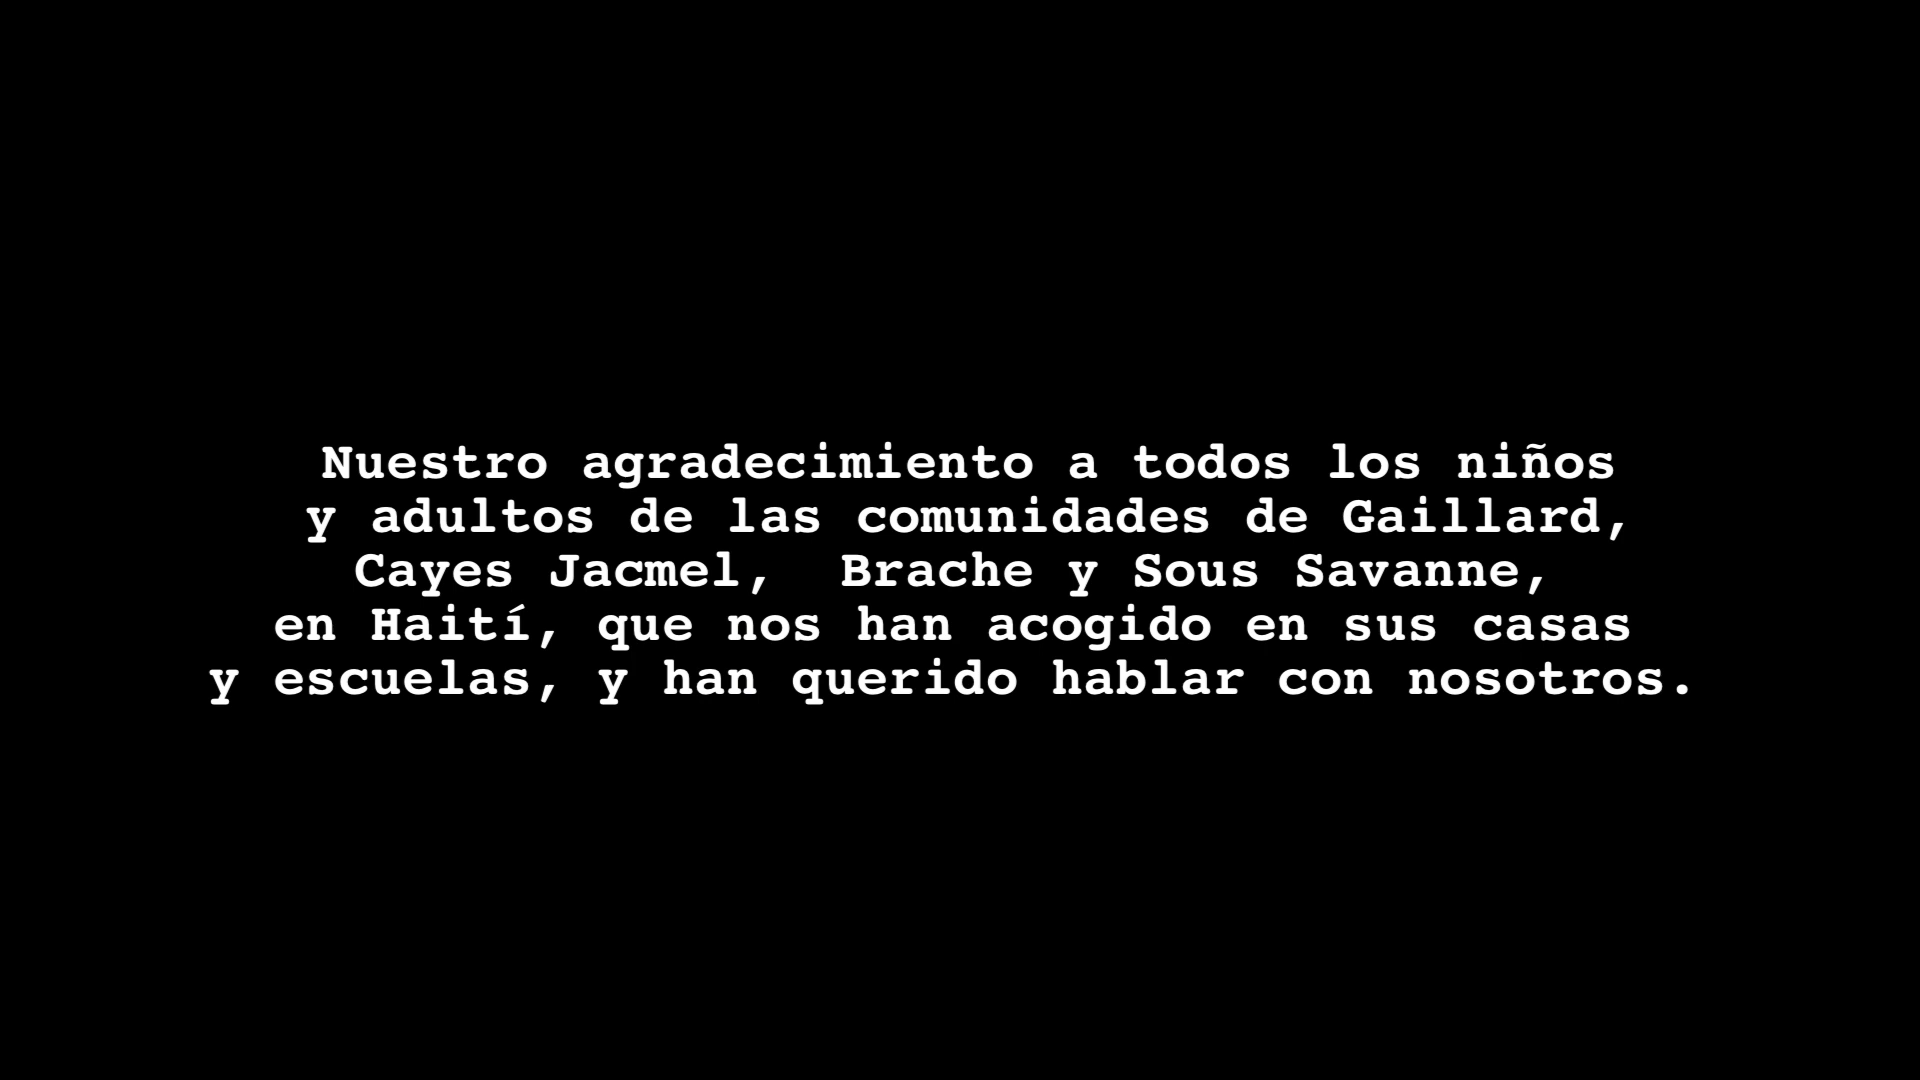 Nuestro agradecimiento a todos los niños
y adultos de las comunidades de Gaillard,
Cayes Jacmel,  Brache y Sous Savanne,
en Haití, que nos han acogido en sus casas
y escuelas, y han querido hablar con nosotros.